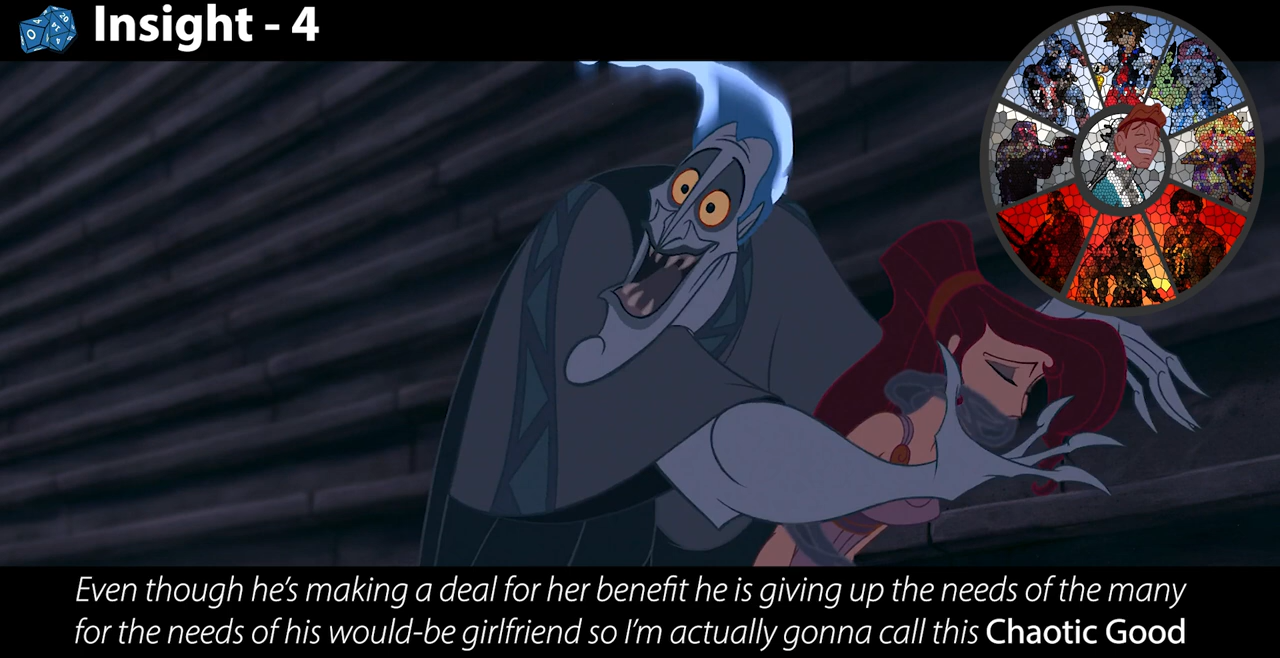 Insight - 4
Even though he's making a deal for her benefit he is giving up the needs of the many
for the needs of his would-be girlfriend so I'm actually gonna call this Chaotic Good